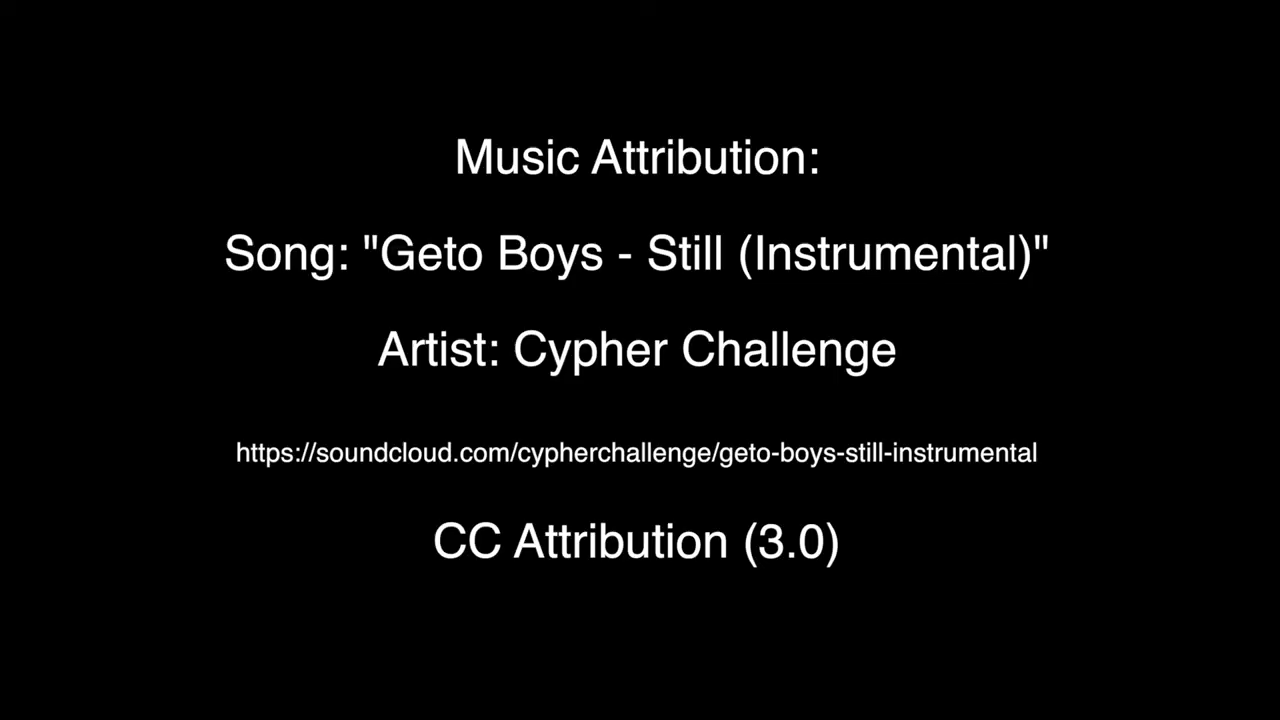 Music Attribution:
Song: "Geto Boys - Still (Instrumental)"
Artist: Cypher Challenge
https://soundcloud.com/cypherchallenge/geto-boys-still-instrumental
CC Attribution (3.0)